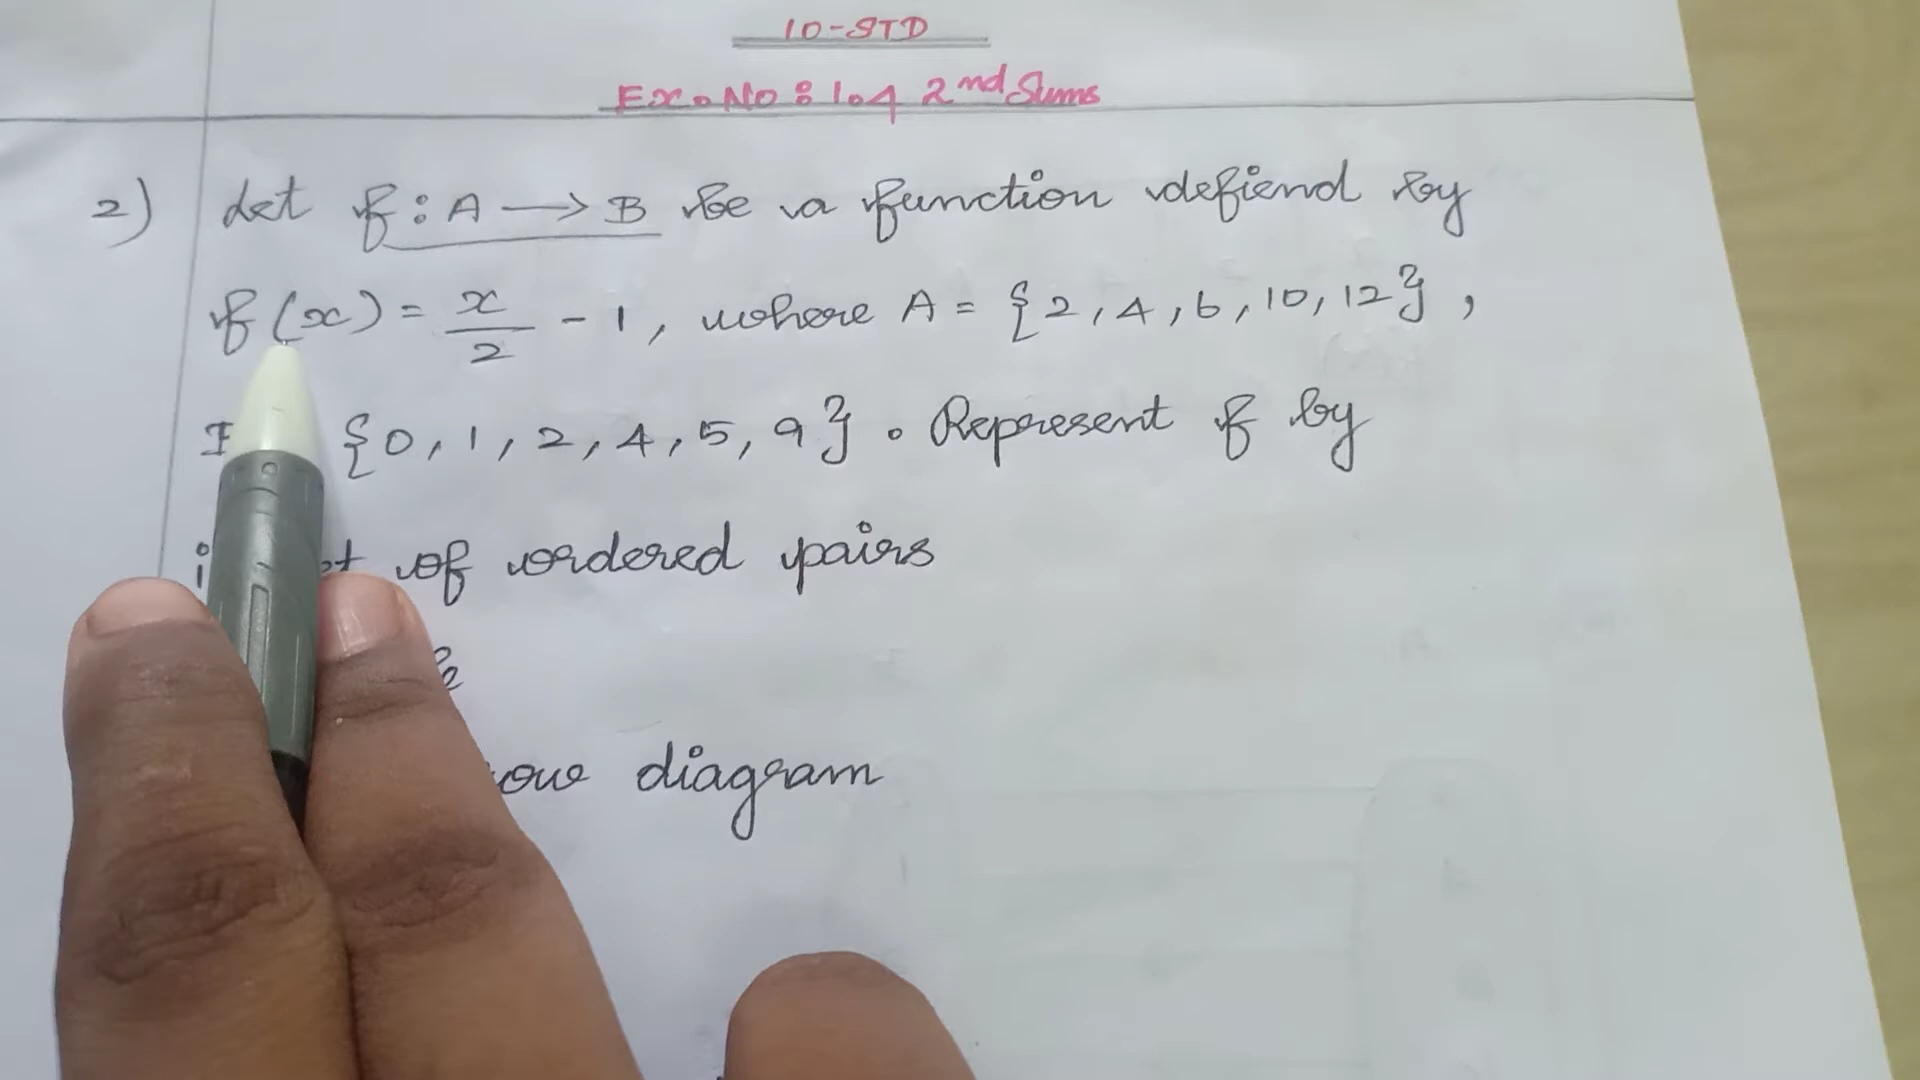 10-STD
Ex.No: 1.4 2nd Sums
2) Let f : A → B be a function defiend by
f(x) = x/2 - 1, where A = {2, 4, 6, 10, 12},
{0, 1, 2, 4, 5, 9}. Represent f by
of ordered pairs
diagram